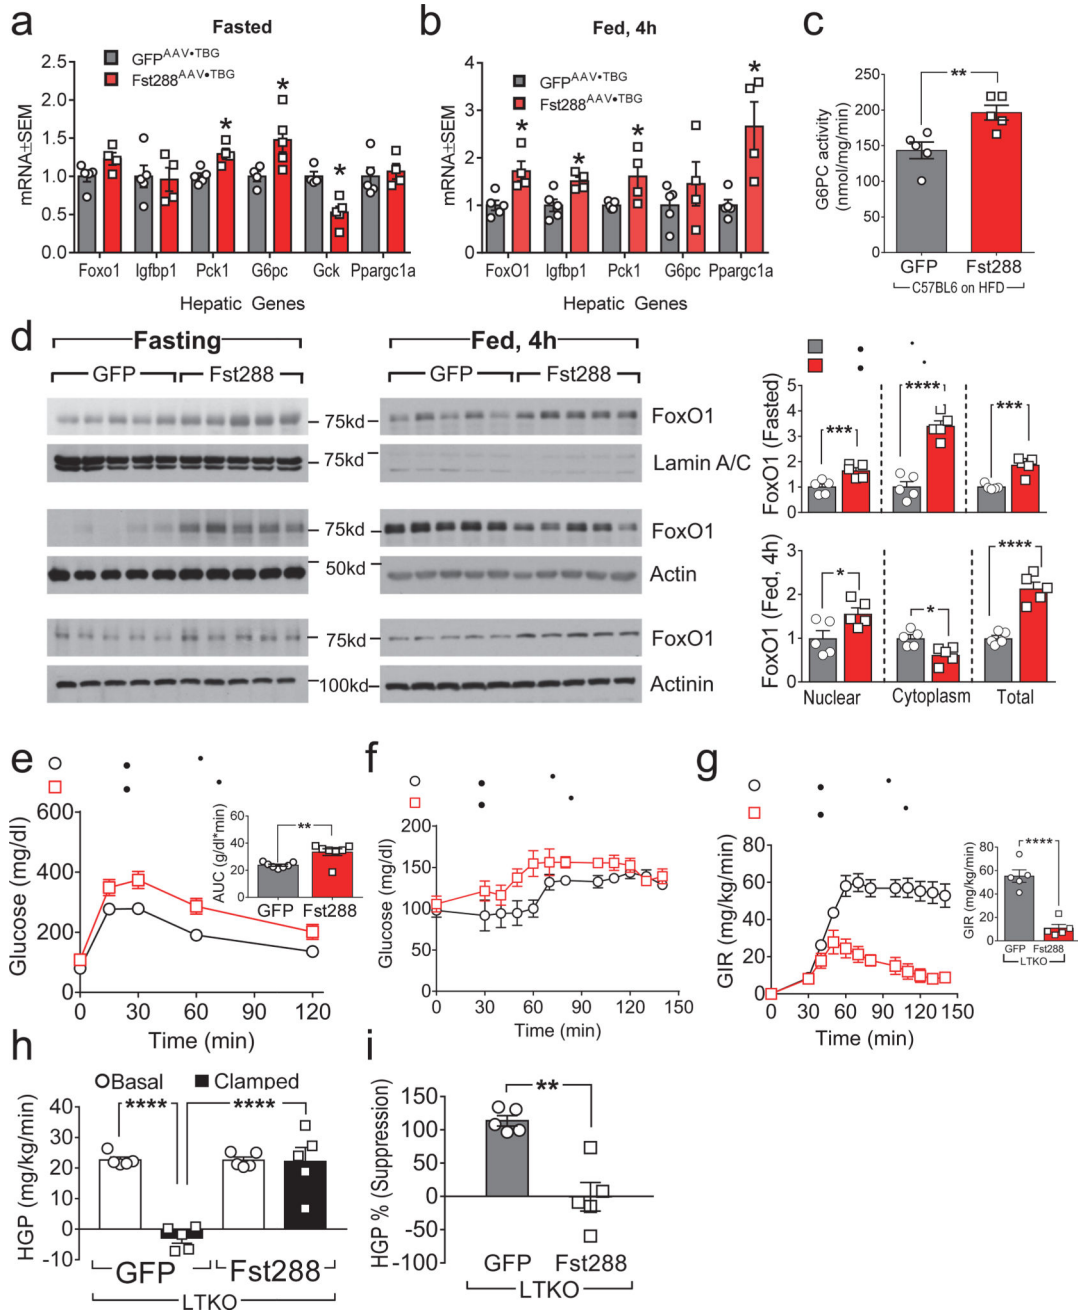 a
Fasted
GFP^AAV•TBG
Fst288^AAV•TBG
mRNA±SEM
2.5
2.0
1.5
1.0
0.5
0.0
*
*
*
Foxo1 Igfbp1 Pck1 G6pc Gck Ppargc1a
Hepatic Genes
b
Fed, 4h
GFP^AAV•TBG
Fst288^AAV•TBG
mRNA±SEM
4
3
2
1
0
*
*
*
*
FoxO1 Igfbp1 Pck1 G6pc Ppargc1a
Hepatic Genes
c
G6PC activity
(nmol/mg/min)
250
200
150
100
50
0
**
GFP Fst288
C57BL6 on HFD
d
Fasting
GFP Fst288
Fed, 4h
GFP Fst288
75kd FoxO1
75kd Lamin A/C
75kd FoxO1
50kd Actin
75kd FoxO1
100kd Actinin
FoxO1 (Fasted)
5
4
3
2
1
0
***
****
***
FoxO1 (Fed, 4h)
3
2
1
0
*
*
****
Nuclear Cytoplasm Total
e
Glucose (mg/dl)
600
400
200
0
0 30 60 90 120
Time (min)
AUC (g/dl*min)
60
40
20
0
**
GFP Fst288
f
Glucose (mg/dl)
200
150
100
50
0
0 30 60 90 120 150
Time (min)
g
GIR (mg/kg/min)
80
60
40
20
0
0 30 60 90 120 150
Time (min)
GIR (mg/kg/min)
80
60
40
20
0
****
GFP Fst288
LTKO
h
Basal Clamped
HGP (mg/kg/min)
40
30
20
10
0
-10
****
****
GFP Fst288
LTKO
i
HGP % (Suppression)
150
100
50
0
-50
-100
**
GFP Fst288
LTKO